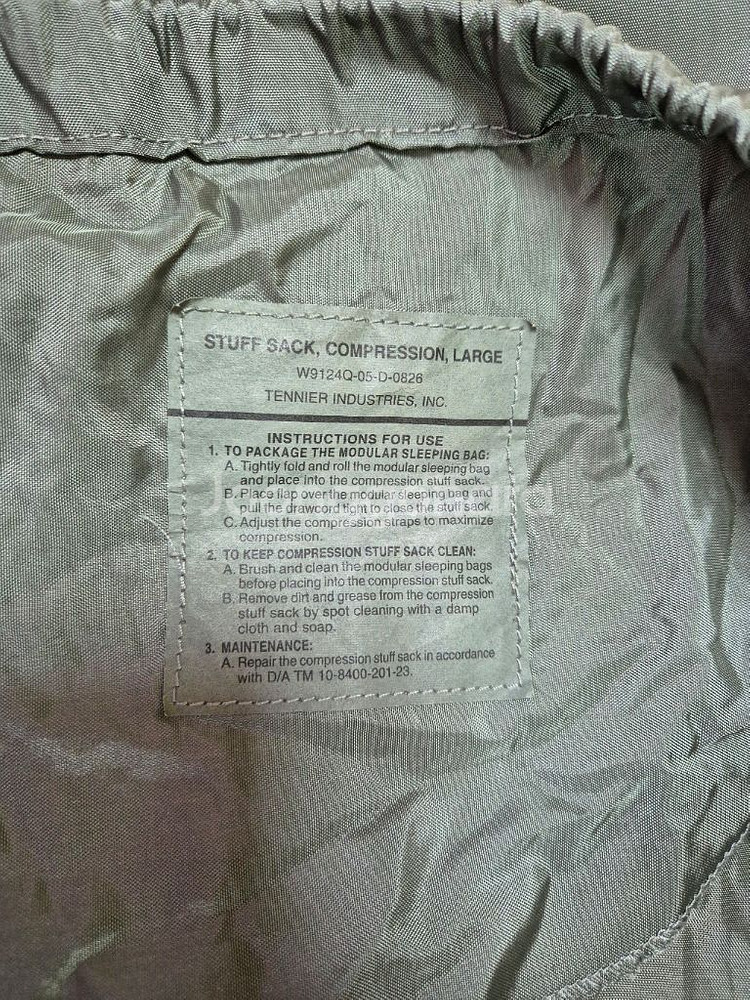 STUFF SACK, COMPRESSION, LARGE
W9124Q-05-D-0826
TENNIER INDUSTRIES, INC.
INSTRUCTIONS FOR USE
1. TO PACKAGE THE MODULAR SLEEPING BAG:
A. Tightly fold and roll the modular sleeping bag
and place into the compression stuff sack.
B. Place flap over the modular sleeping bag and
pull the drawcord tight to close the stuff sack.
C. Adjust the compression straps to maximize
compression.
2. TO KEEP COMPRESSION STUFF SACK CLEAN:
A. Brush and clean the modular sleeping bags
before placing into the compression stuff sack.
B. Remove dirt and grease from the compression
stuff sack by spot cleaning with a damp
cloth and soap.
3. MAINTENANCE:
A. Repair the compression stuff sack in accordance
with D/A TM 10-8400-201-23.